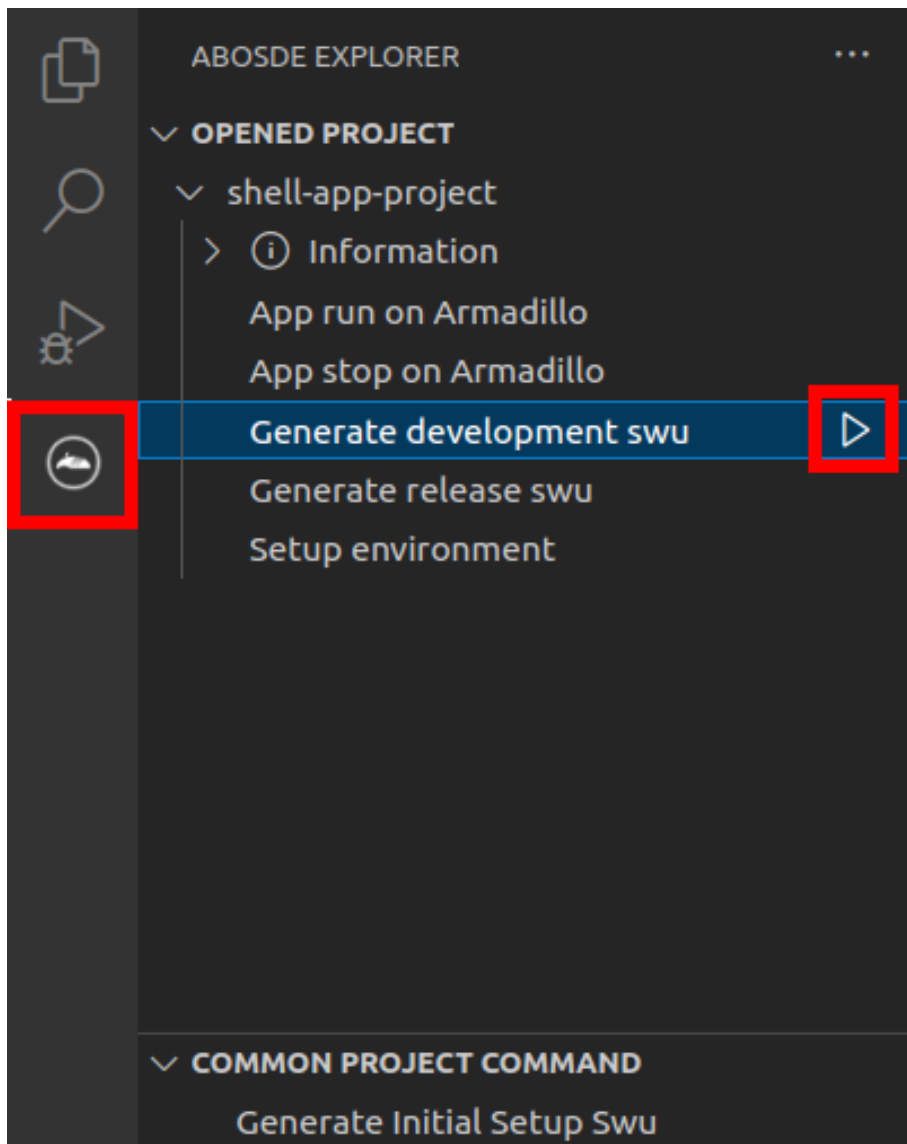 ABOSDE EXPLORER
OPENED PROJECT
shell-app-project
Information
App run on Armadillo
App stop on Armadillo
Generate development swu
Generate release swu
Setup environment
COMMON PROJECT COMMAND
Generate Initial Setup Swu